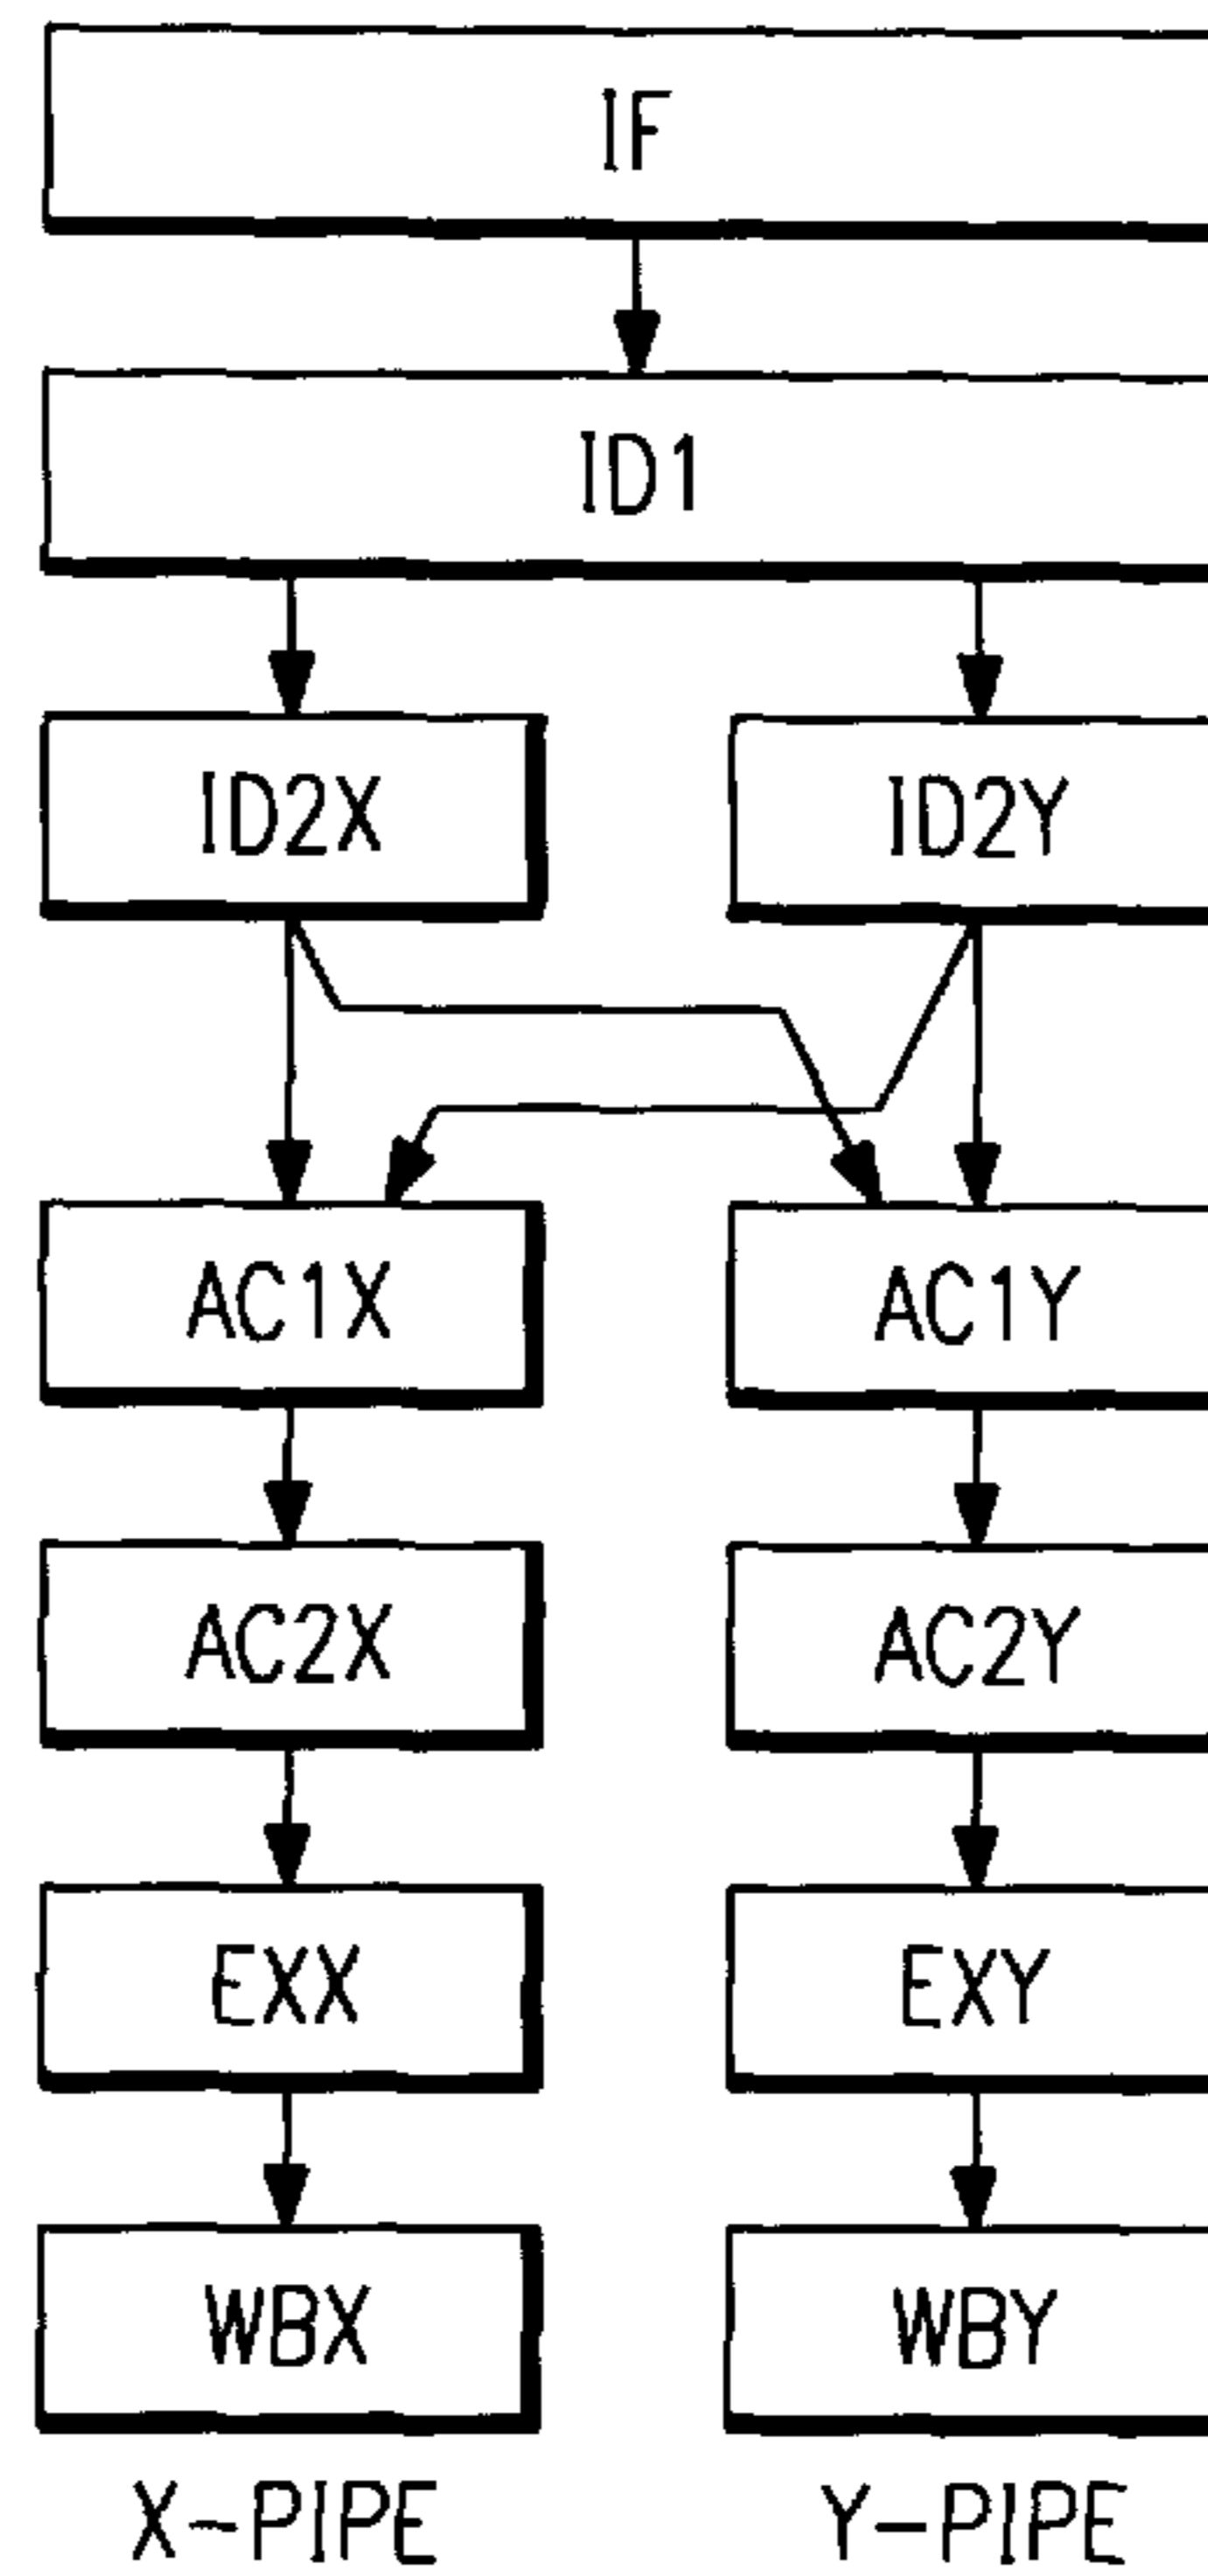 IF
ID1
ID2X ID2Y
AC1X AC1Y
AC2X AC2Y
EXX EXY
WBX WBY
X-PIPE Y-PIPE